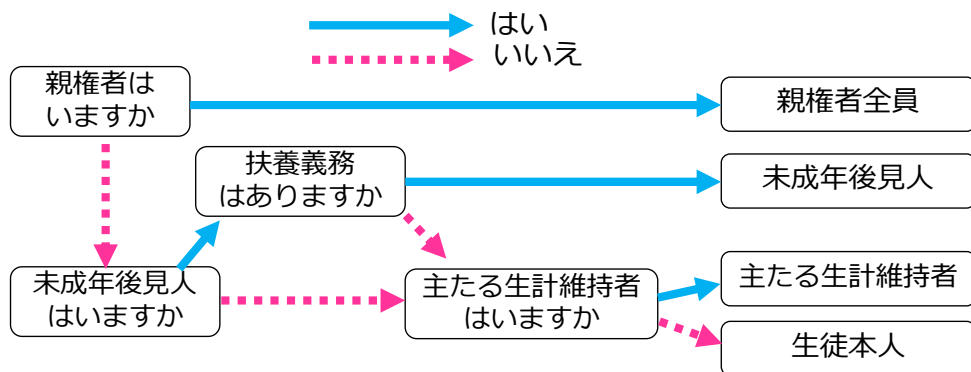 はい
いいえ
親権者は
いますか
親権者全員
扶養義務
はありますか
未成年後見人
未成年後見人
はいますか
主たる生計維持者
はいますか
主たる生計維持者
生徒本人